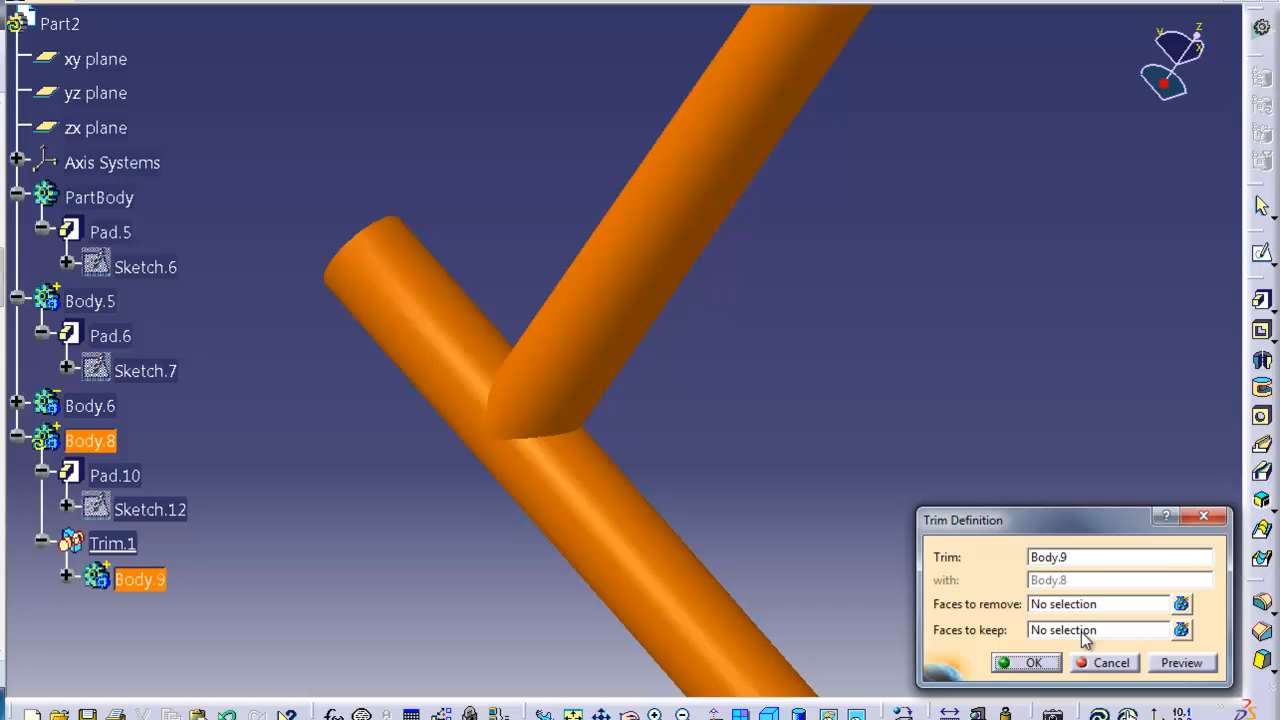 Part2
xy plane
yz plane
zx plane
Axis Systems
PartBody
Pad.5
Sketch.6
Body.5
Pad.6
Sketch.7
Body.6
Body.8
Pad.10
Sketch.12
Trim.1
Body.9
z
y
x
Trim Definition
Trim: Body.9
with: Body.8
Faces to remove: No selection
Faces to keep: No selection
OK Cancel Preview